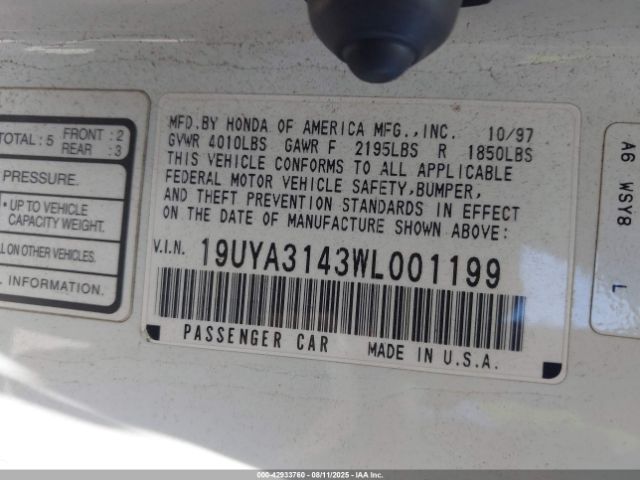 TOTAL : 5 FRONT : 2
REAR : 3
PRESSURE.
• UP TO VEHICLE
CAPACITY WEIGHT.
ON OTHER VEHICLES.
INFORMATION.
MFD.BY HONDA OF AMERICA MFG.,INC. 10/97
GVWR 4010LBS GAWR F 2195LBS R 1850LBS
THIS VEHICLE CONFORMS TO ALL APPLICABLE
FEDERAL MOTOR VEHICLE SAFETY,BUMPER,
AND THEFT PREVENTION STANDARDS IN EFFECT
ON THE DATE OF MANUFACTURE SHOWN ABOVE:
V.I.N. 19UYA3143WL001199
PASSENGER CAR MADE IN U.S.A.
A6 WSY8 L
000-42933760 - 08/11/2025 - IAA Inc.